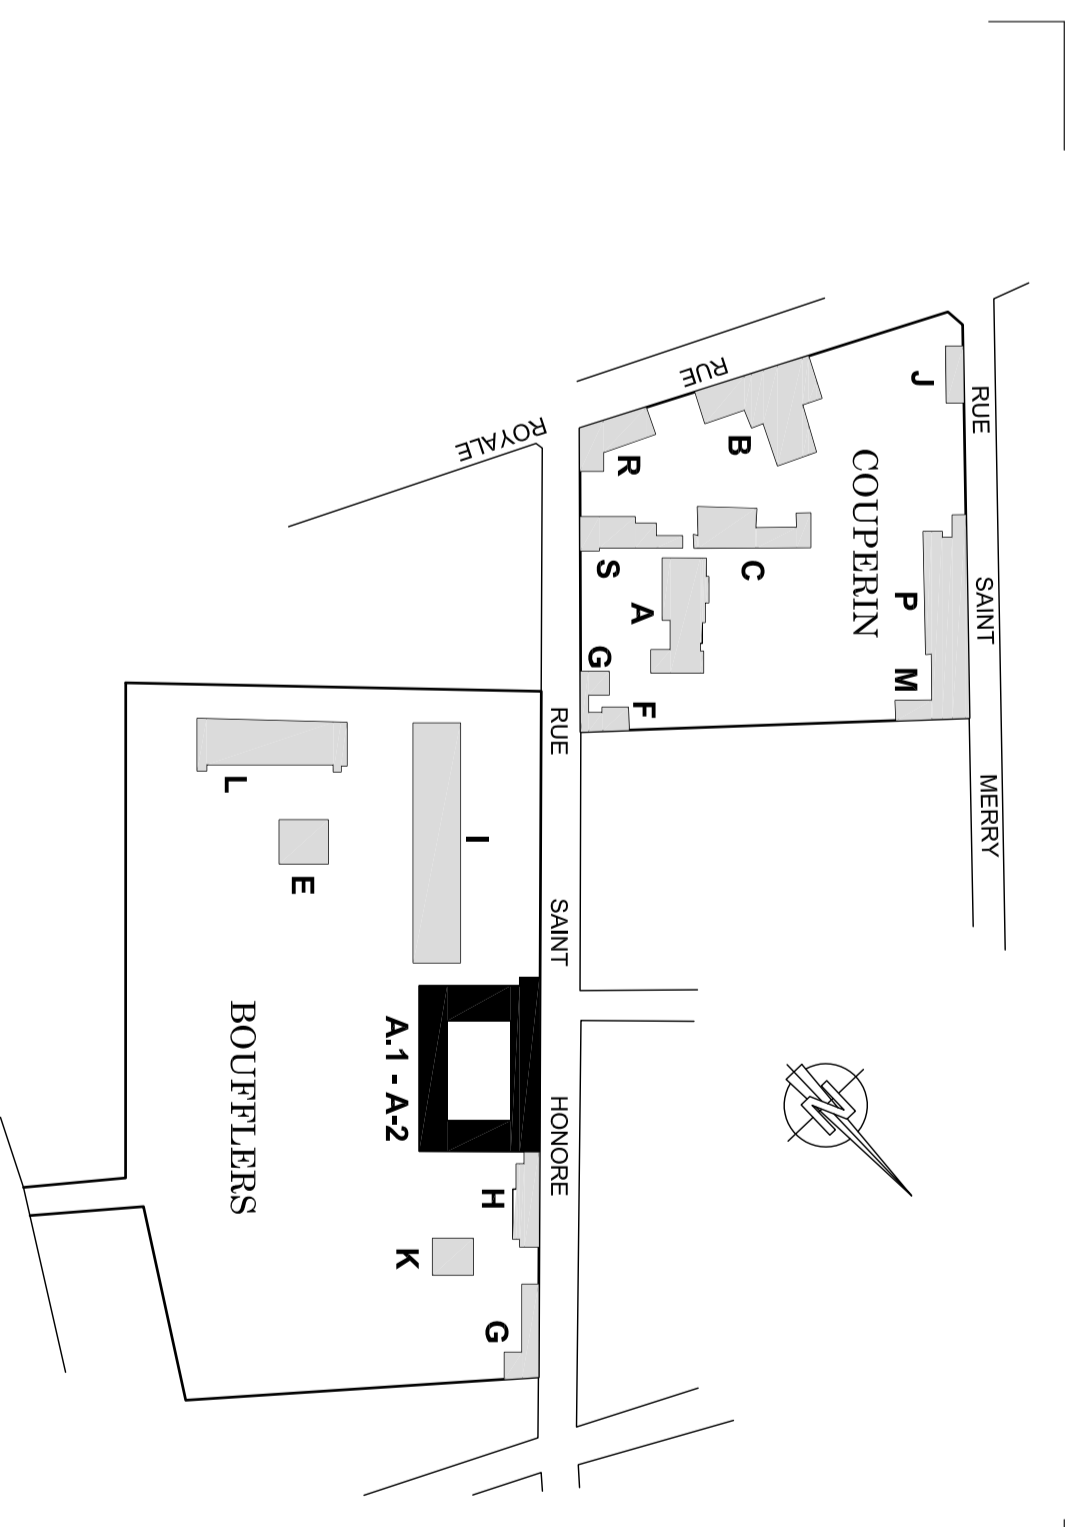 RUE SAINT MERRY
J
COUPERIN
P
M
RUE
ROYALE
B
R
C
S
A
G
F
RUE SAINT HONORE
L
I
E
A.1 - A-2
BOUFFLERS
H
K
G
N